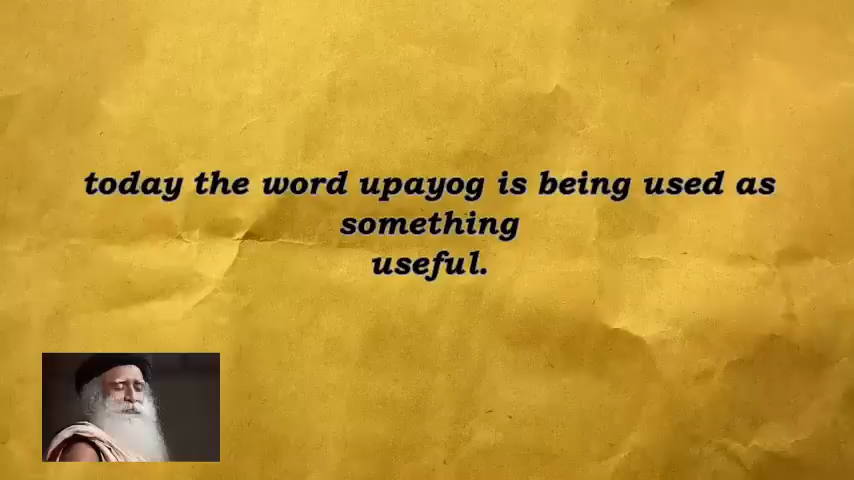 today the word upayog is being used as
something
useful.